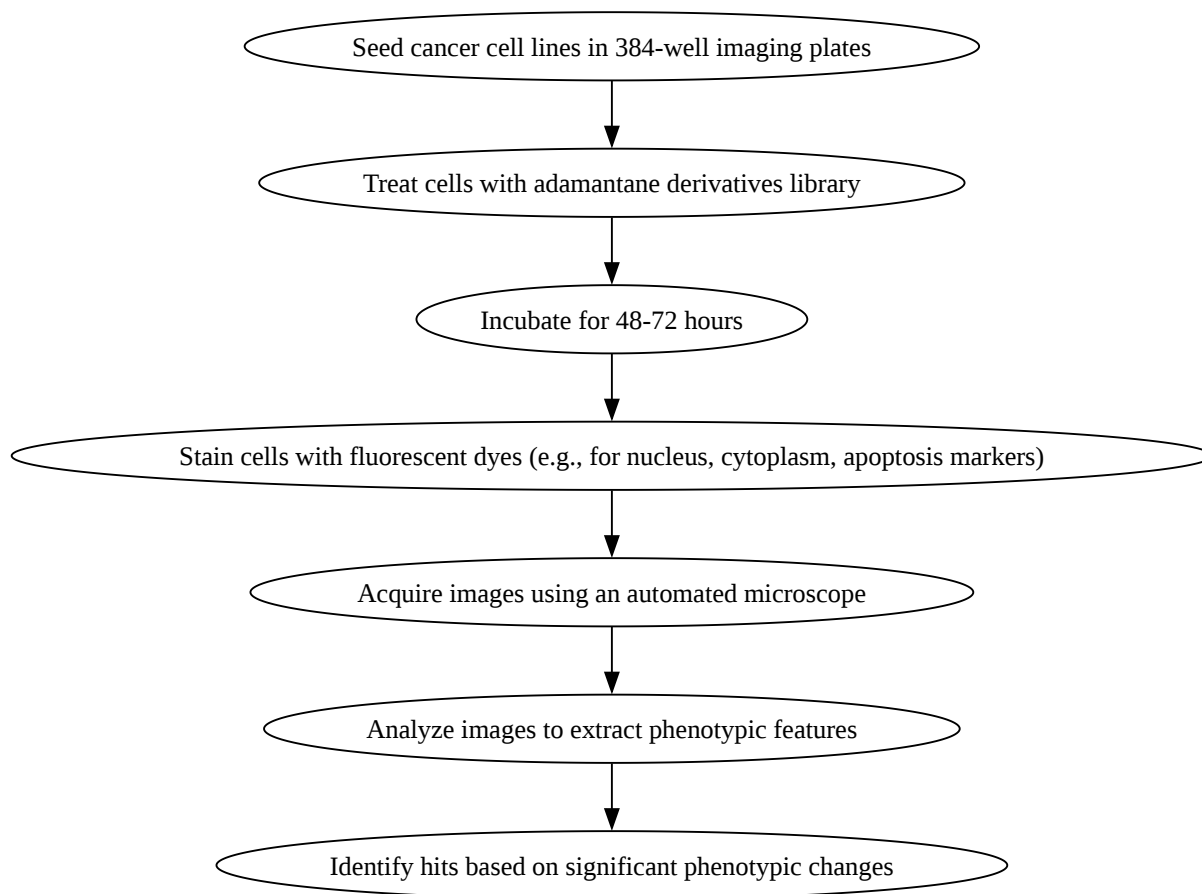 Seed cancer cell lines in 384-well imaging plates
Treat cells with adamantane derivatives library
Incubate for 48-72 hours
Stain cells with fluorescent dyes (e.g., for nucleus, cytoplasm, apoptosis markers)
Acquire images using an automated microscope
Analyze images to extract phenotypic features
Identify hits based on significant phenotypic changes